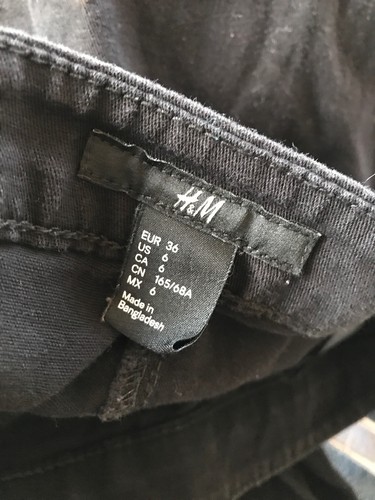 H&M
EUR 36
US 6
CA 6
CN 165/68A
MX 6
Made in
Bangladesh